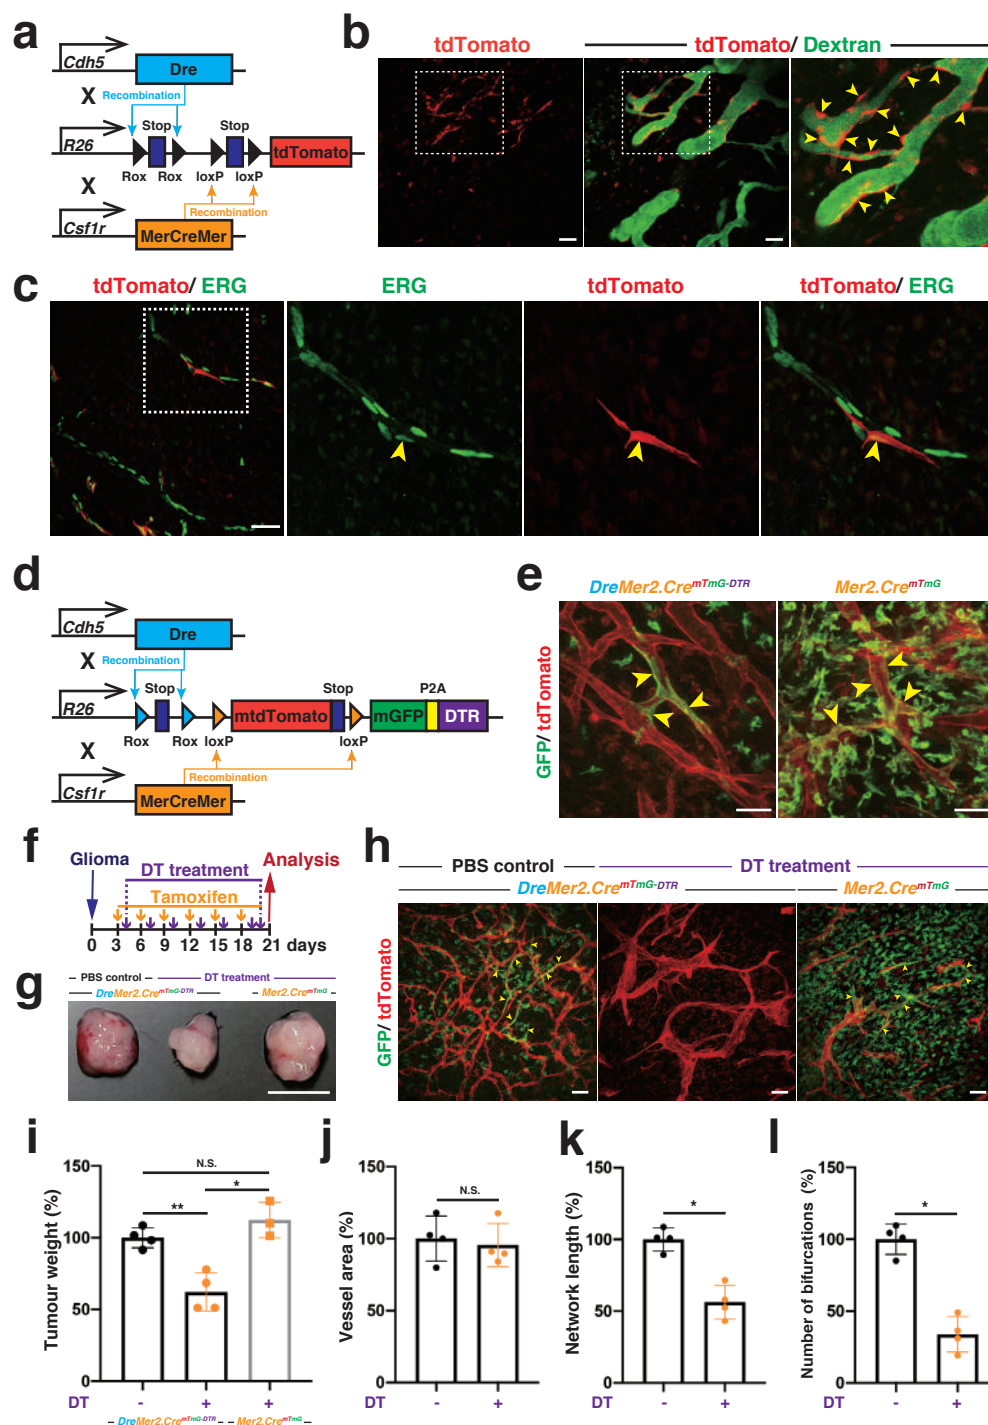 a
Cdh5
Dre
X
Recombination
Stop
Stop
R26
tdTomato
Rox
Rox
loxP
loxP
X
Recombination
Csf1r
MerCreMer
b
tdTomato
tdTomato/ Dextran
c
tdTomato/ ERG
ERG
tdTomato
tdTomato/ ERG
d
Cdh5
Dre
X
Recombination
Stop
Stop
P2A
R26
mtdTomato
mGFP
DTR
Rox
Rox
loxP
loxP
X
Recombination
Csf1r
MerCreMer
e
DreMer2.CremTmG-DTR
Mer2.CremTmG
GFP/ tdTomato
f
Glioma
Analysis
DT treatment
Tamoxifen
0 3 6 9 12 15 18 21 days
g
PBS control
DT treatment
DreMer2.CremTmG-DTR
Mer2.CremTmG
h
PBS control
DT treatment
DreMer2.CremTmG-DTR
Mer2.CremTmG
GFP/ tdTomato
i
Tumour weight (%)
150
100
50
0
N.S.
**
*
DT
-
+
+
DreMer2.CremTmG-DTR
Mer2.CremTmG
j
Vessel area (%)
150
100
50
0
N.S.
DT
-
+
k
Network length (%)
150
100
50
0
*
DT
-
+
l
Number of bifurcations (%)
150
100
50
0
*
DT
-
+